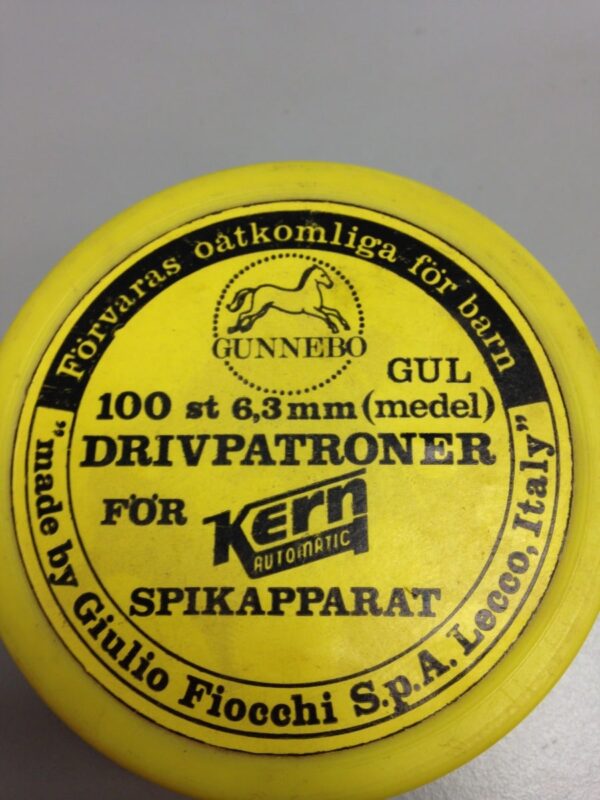 Förvaras oåtkomliga för barn
GUNNEBO
GUL
100 st 6,3 mm (medel)
DRIVPATRONER
FÖR Kern
AUTOMATIC
SPIKAPPARAT
"made by Giulio Fiocchi S.p.A. Lecco, Italy"